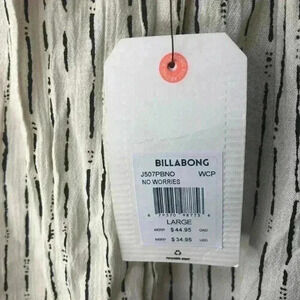 BILLABONG
J507PBNO WCP
NO WORRIES
LARGE
MSRP $44.95 CAD
MSRP $34.95 USD